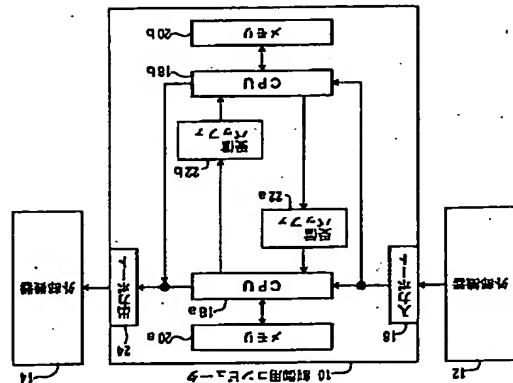 10 制御用コンピュータ
12
14
20a
メモリ
18a
CPU
18
入力ポート
24
出力ポート
外部機器
外部機器
22a
受信
バッファ
22b
受信
バッファ
18b
CPU
20b
メモリ